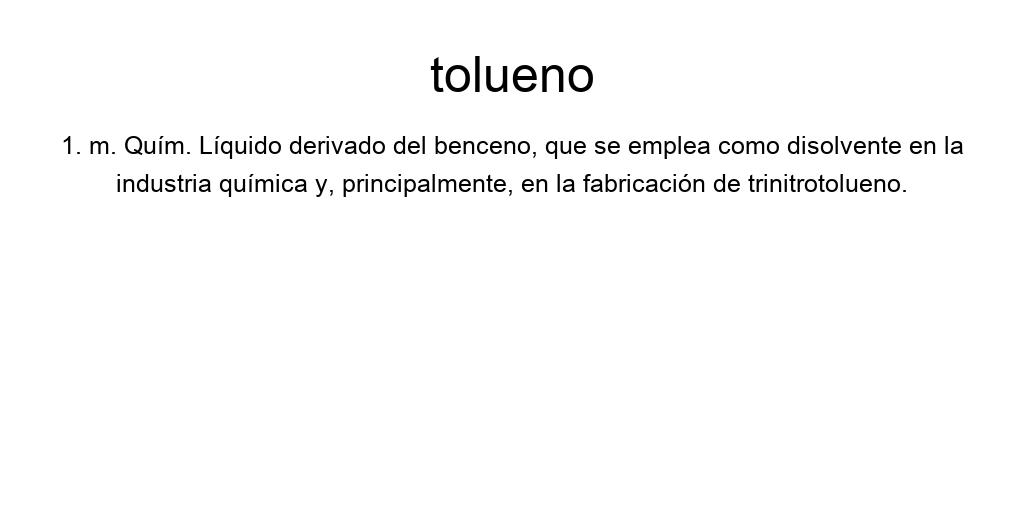 tolueno
1. m. Quím. Líquido derivado del benceno, que se emplea como disolvente en la
industria química y, principalmente, en la fabricación de trinitrotolueno.